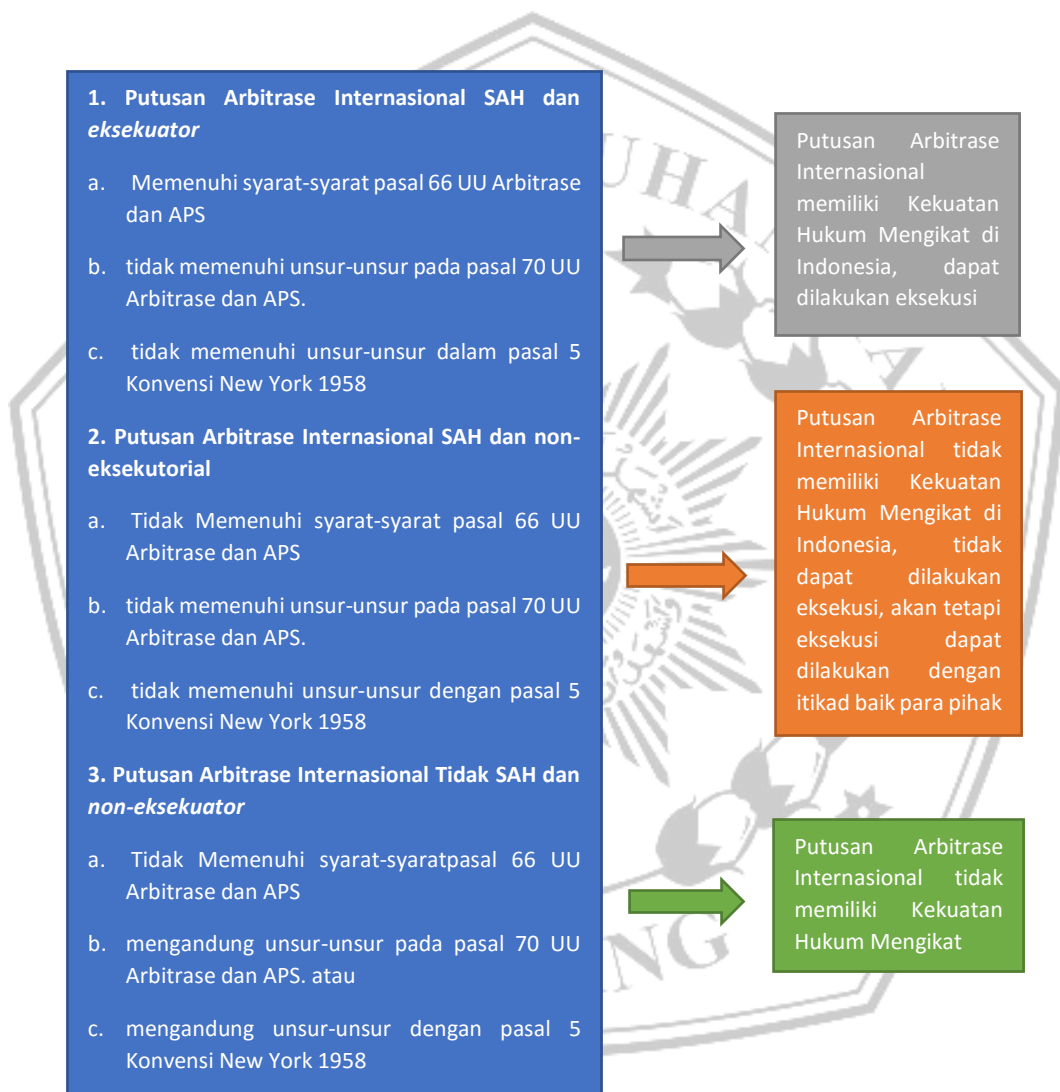 1. Putusan Arbitrase Internasional SAH dan
eksekuator
a. Memenuhi syarat-syarat pasal 66 UU Arbitrase
dan APS
b. tidak memenuhi unsur-unsur pada pasal 70 UU
Arbitrase dan APS.
c. tidak memenuhi unsur-unsur dalam pasal 5
Konvensi New York 1958
2. Putusan Arbitrase Internasional SAH dan non-
eksekutorial
a. Tidak Memenuhi syarat-syarat pasal 66 UU
Arbitrase dan APS
b. tidak memenuhi unsur-unsur pada pasal 70 UU
Arbitrase dan APS.
c. tidak memenuhi unsur-unsur dengan pasal 5
Konvensi New York 1958
3. Putusan Arbitrase Internasional Tidak SAH dan
non-eksekuator
a. Tidak Memenuhi syarat-syaratpasal 66 UU
Arbitrase dan APS
b. mengandung unsur-unsur pada pasal 70 UU
Arbitrase dan APS. atau
c. mengandung unsur-unsur dengan pasal 5
Konvensi New York 1958
Putusan Arbitrase
Internasional
memiliki Kekuatan
Hukum Mengikat di
Indonesia, dapat
dilakukan eksekusi
Putusan Arbitrase
Internasional tidak
memiliki Kekuatan
Hukum Mengikat di
Indonesia, tidak
dapat dilakukan
eksekusi, akan tetapi
eksekusi dapat
dilakukan dengan
itikad baik para pihak
Putusan Arbitrase
Internasional tidak
memiliki Kekuatan
Hukum Mengikat